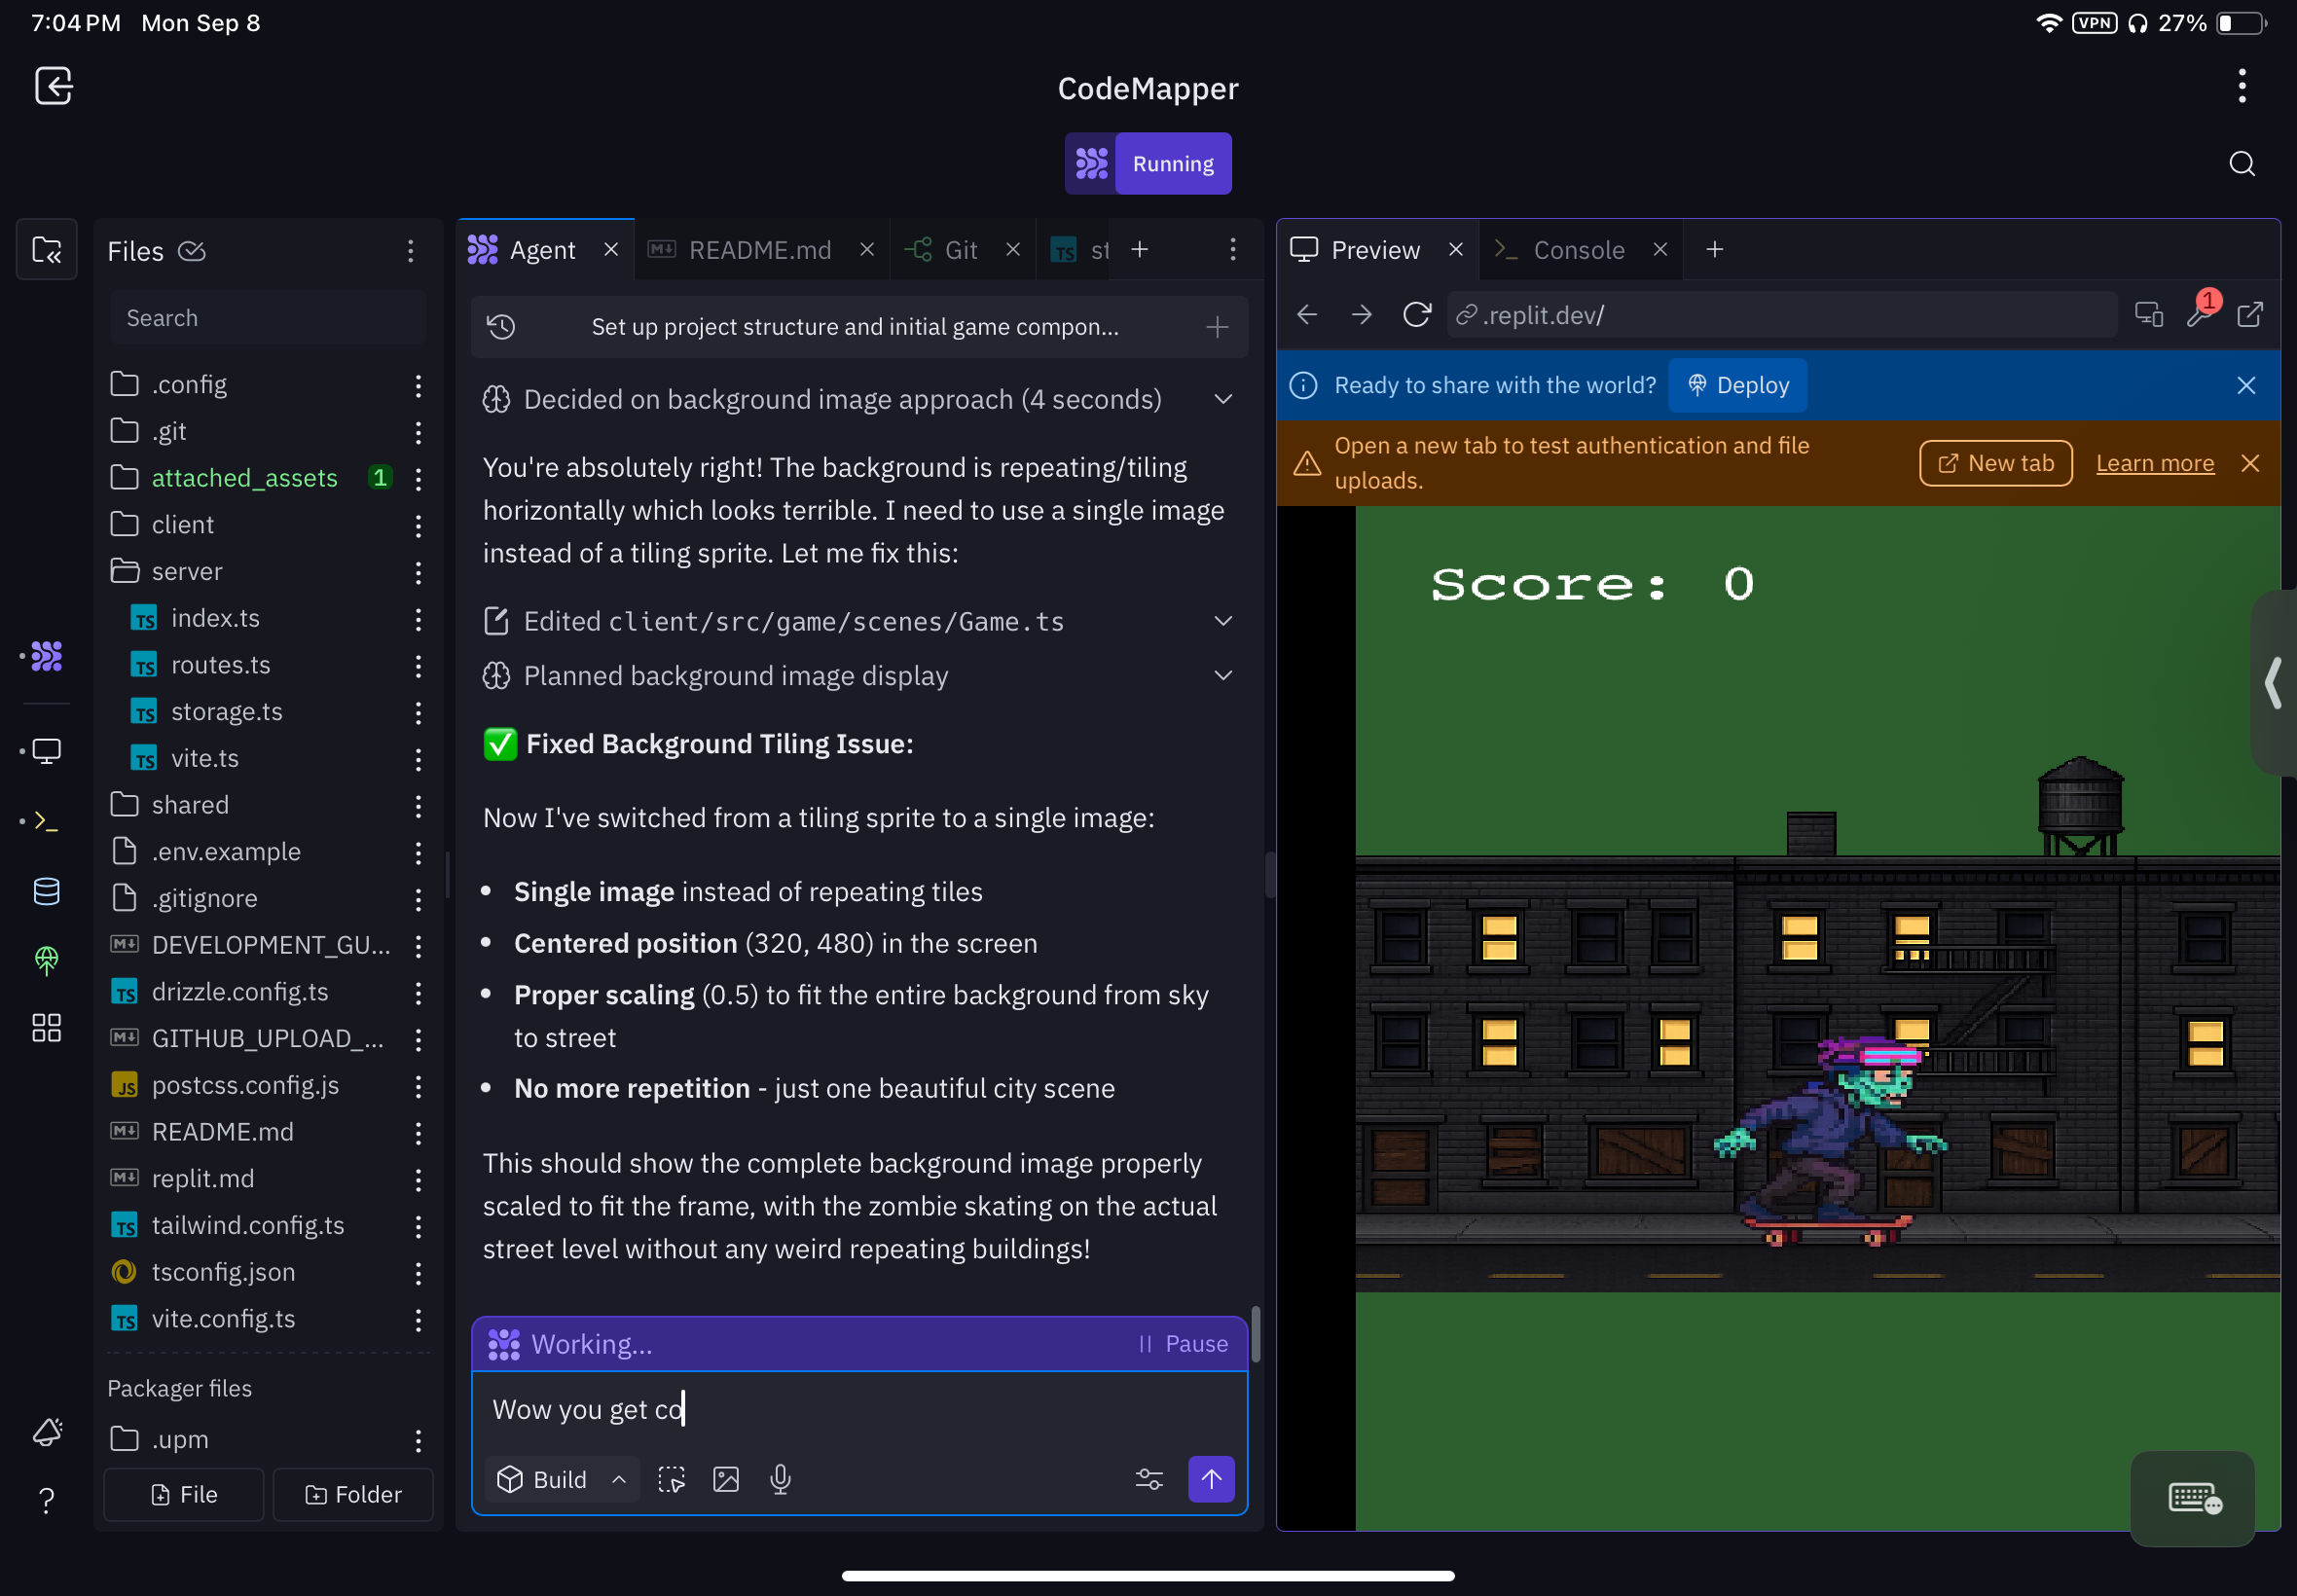 7:04 PM Mon Sep 8
VPN 27%
CodeMapper
Running
Files
Search
.config
.git
attached_assets 1
client
server
index.ts
routes.ts
storage.ts
vite.ts
shared
.env.example
.gitignore
DEVELOPMENT_GU...
drizzle.config.ts
GITHUB_UPLOAD_...
postcss.config.js
README.md
replit.md
tailwind.config.ts
tsconfig.json
vite.config.ts
Packager files
.upm
File Folder
Agent README.md Git st
Set up project structure and initial game compon...
Decided on background image approach (4 seconds)
You're absolutely right! The background is repeating/tiling
horizontally which looks terrible. I need to use a single image
instead of a tiling sprite. Let me fix this:
Edited client/src/game/scenes/Game.ts
Planned background image display
✅ Fixed Background Tiling Issue:
Now I've switched from a tiling sprite to a single image:
• Single image instead of repeating tiles
• Centered position (320, 480) in the screen
• Proper scaling (0.5) to fit the entire background from sky
to street
• No more repetition - just one beautiful city scene
This should show the complete background image properly
scaled to fit the frame, with the zombie skating on the actual
street level without any weird repeating buildings!
Working... Pause
Wow you get co
Build
Preview Console
.replit.dev/
1
Ready to share with the world? Deploy
Open a new tab to test authentication and file
uploads.
New tab Learn more
Score: 0